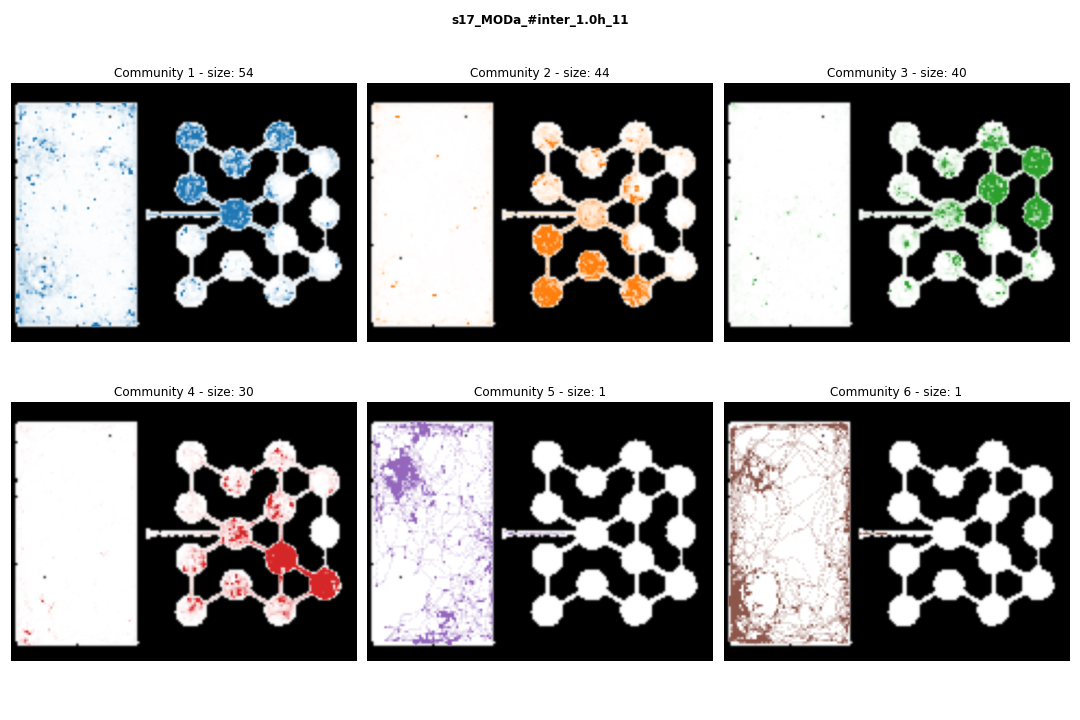 s17_MODa_#inter_1.0h_11
Community 1 - size: 54
Community 2 - size: 44
Community 3 - size: 40
Community 4 - size: 30
Community 5 - size: 1
Community 6 - size: 1